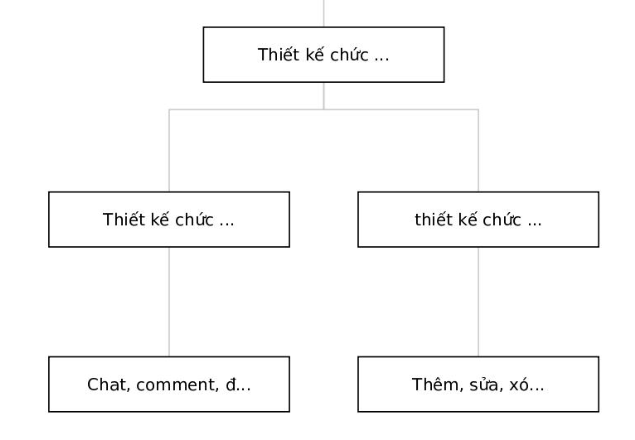 Thiết kế chức ...
Thiết kế chức ...
thiết kế chức ...
Chat, comment, đ...
Thêm, sửa, xó...